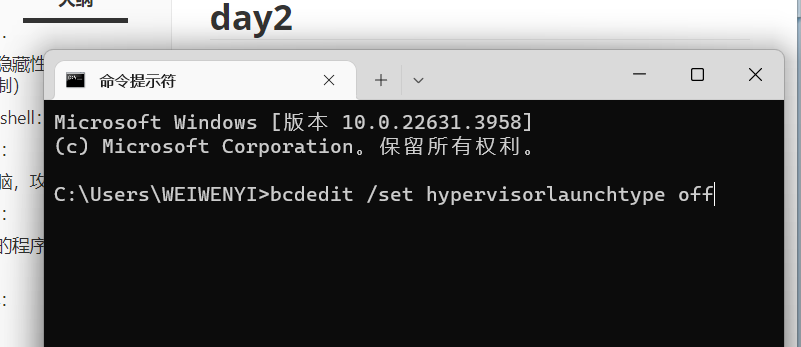 大纲
day2
：
隐藏性
制）
shell：
：
脑，攻
：
的程序
：
命令提示符
Microsoft Windows [版本 10.0.22631.3958]
(c) Microsoft Corporation。保留所有权利。
C:\Users\WEIWENYI>bcdedit /set hypervisorlaunchtype off